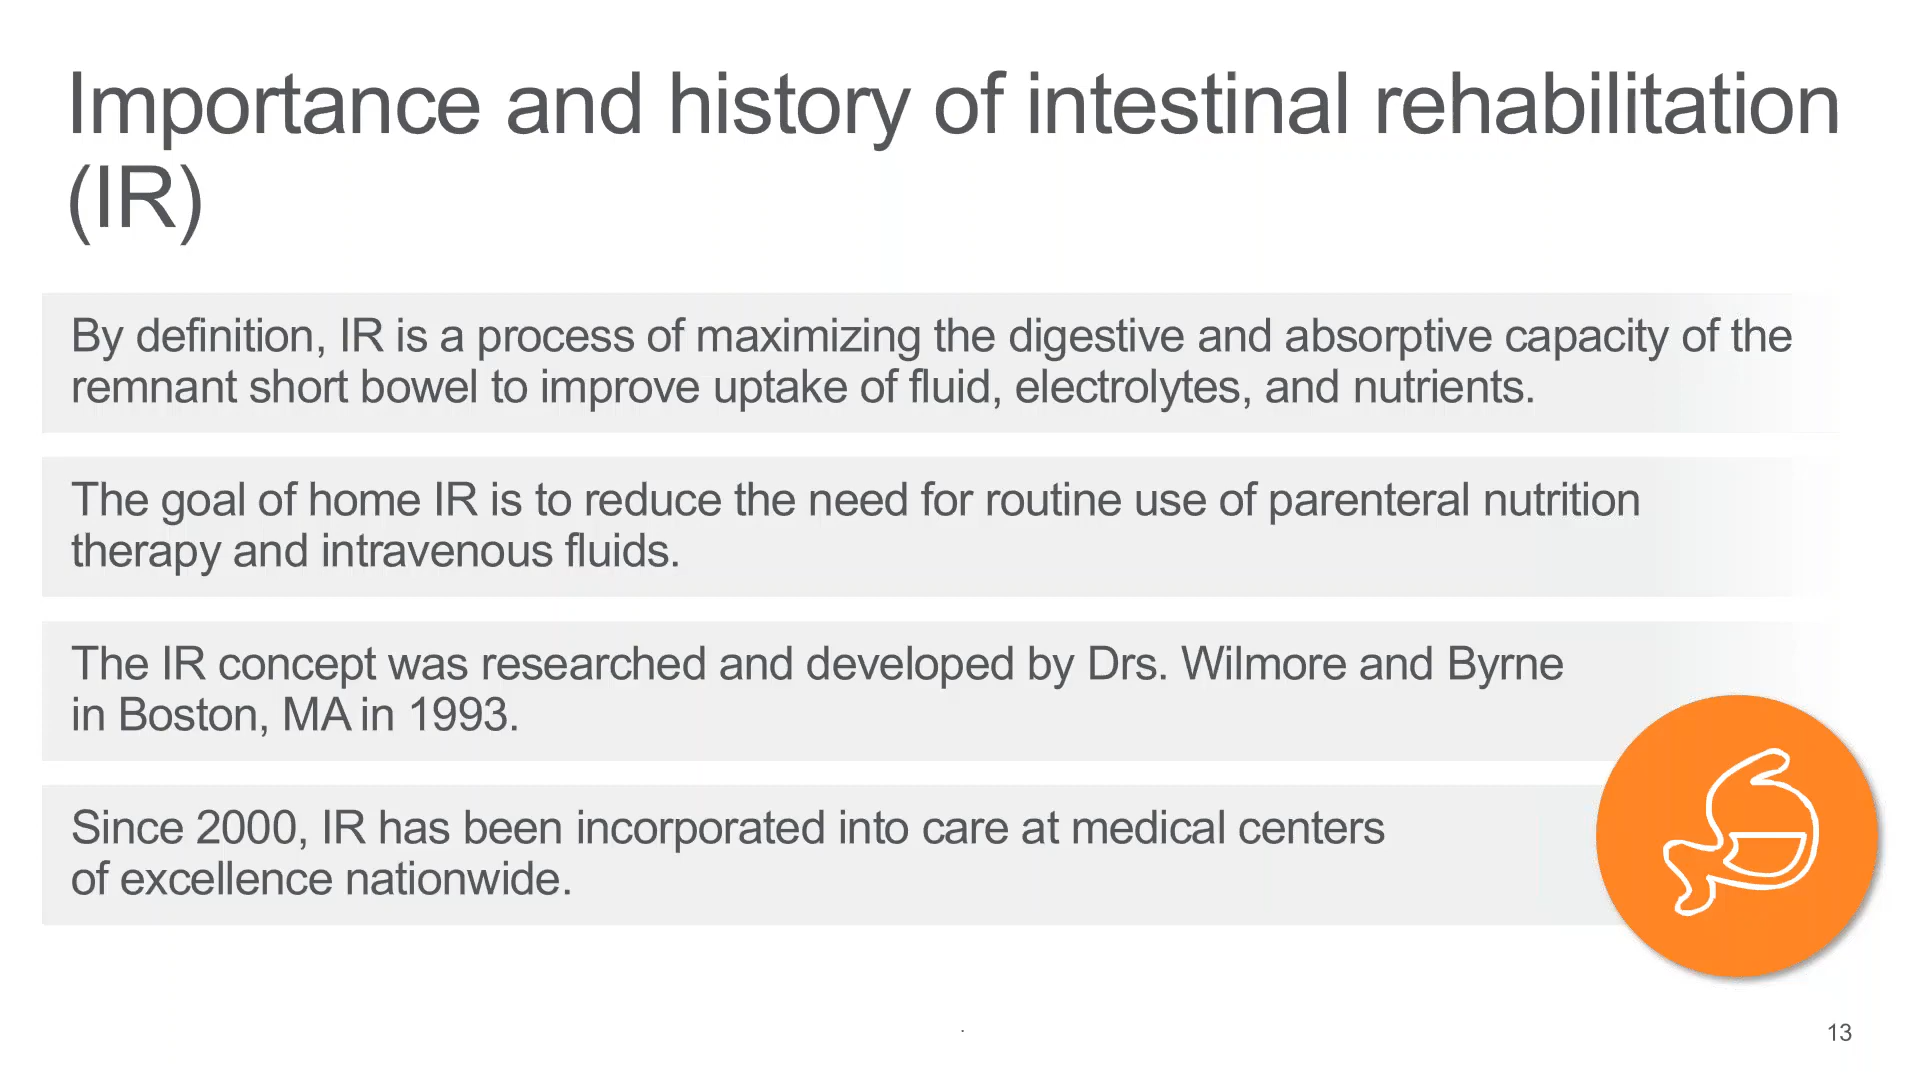 Importance and history of intestinal rehabilitation
(IR)
By definition, IR is a process of maximizing the digestive and absorptive capacity of the
remnant short bowel to improve uptake of fluid, electrolytes, and nutrients.
The goal of home IR is to reduce the need for routine use of parenteral nutrition
therapy and intravenous fluids.
The IR concept was researched and developed by Drs. Wilmore and Byrne
in Boston, MA in 1993.
Since 2000, IR has been incorporated into care at medical centers
of excellence nationwide.
.
13